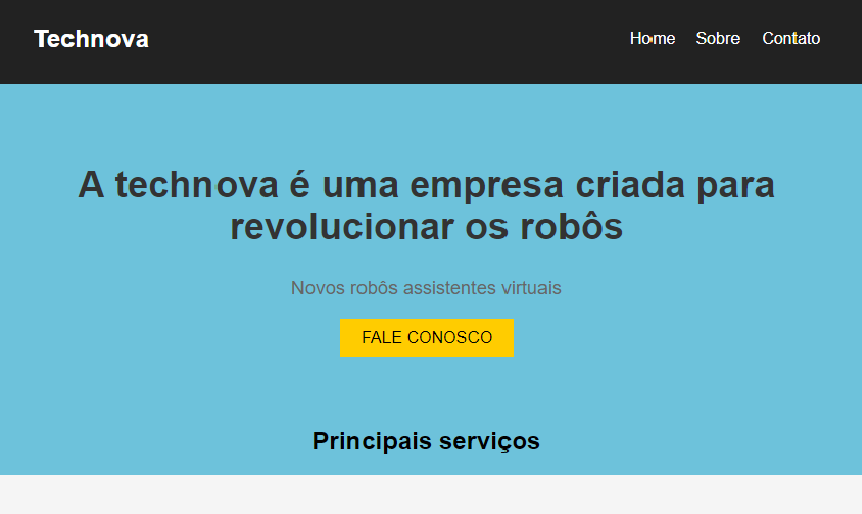 Technova
Home Sobre Contato
A technova é uma empresa criada para
revolucionar os robôs
Novos robôs assistentes virtuais
FALE CONOSCO
Principais serviços